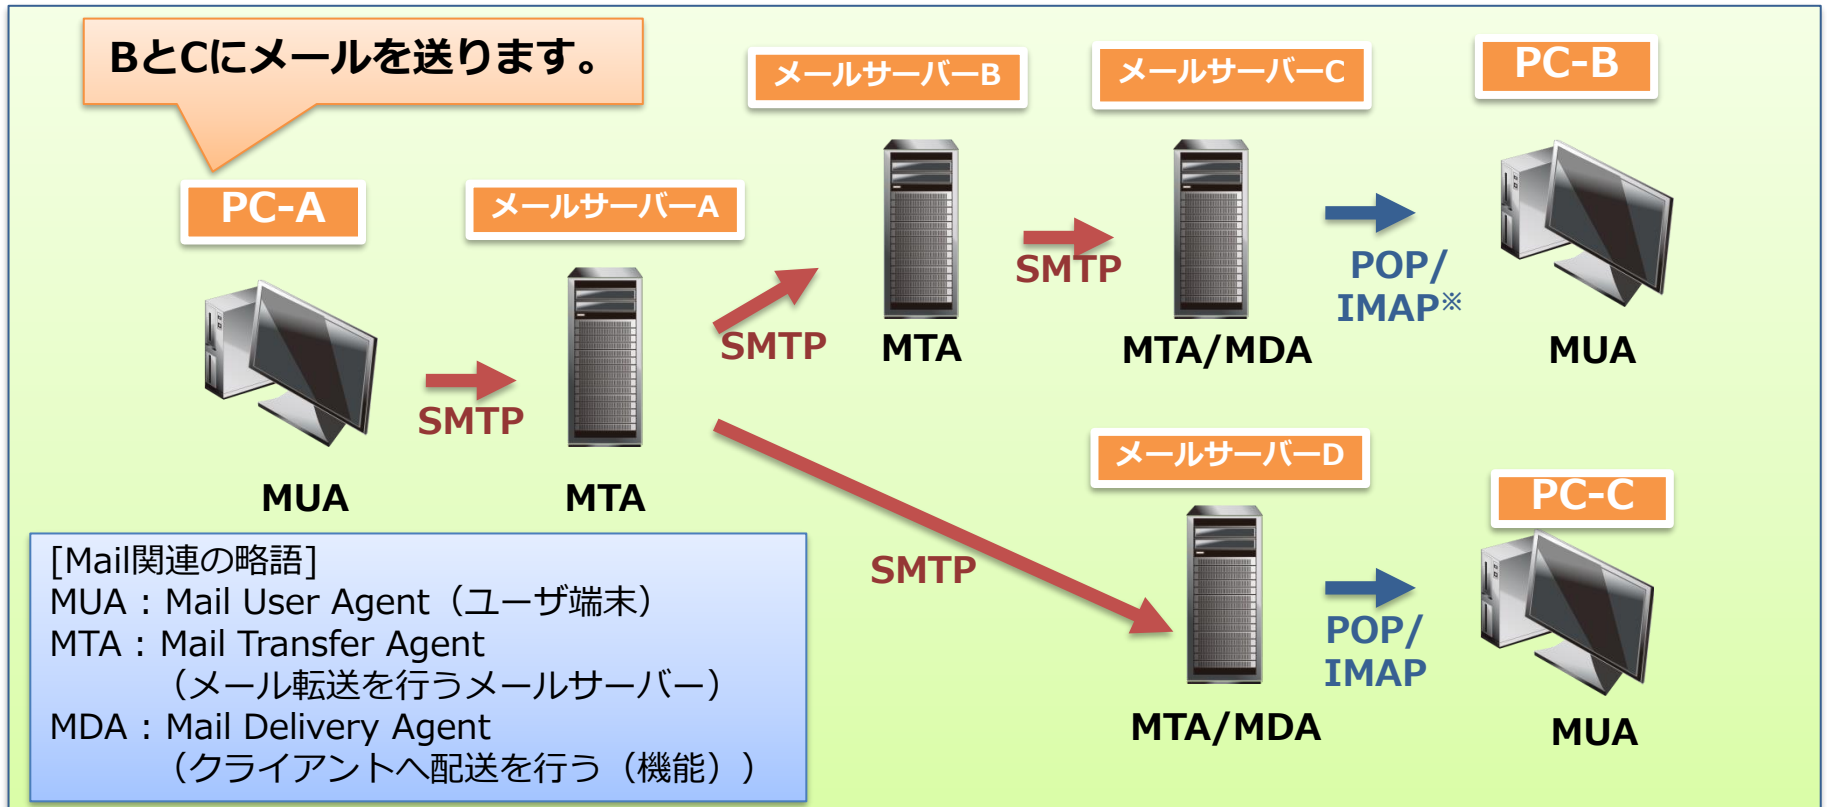 BとCにメールを送ります。
メールサーバーB
メールサーバーC
PC-B
PC-A
メールサーバーA
SMTP
POP/
IMAP※
SMTP
MTA
MTA/MDA
MUA
SMTP
メールサーバーD
PC-C
MUA
MTA
SMTP
POP/
IMAP
MTA/MDA
MUA
[Mail関連の略語]
MUA：Mail User Agent（ユーザ端末）
MTA：Mail Transfer Agent
（メール転送を行うメールサーバー）
MDA：Mail Delivery Agent
（クライアントへ配送を行う（機能））